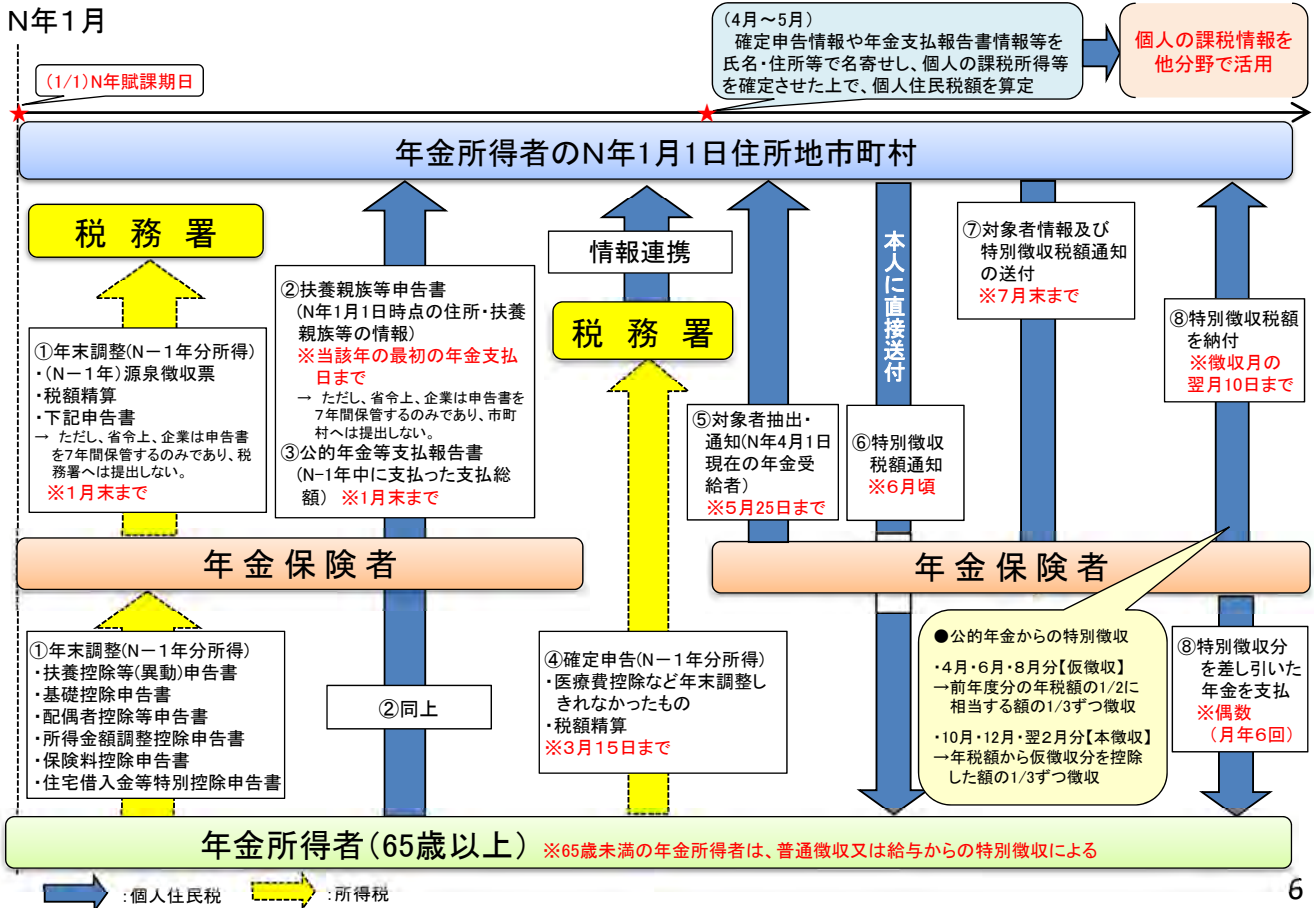 N年1月
(1/1)N年賦課期日
(4月～5月)
確定申告情報や年金支払報告書情報等を
氏名・住所等で名寄せし、個人の課税所得等
を確定させた上で、個人住民税額を算定
個人の課税情報を
他分野で活用
年金所得者のN年1月1日住所地市町村
税務署
①年末調整(N－1年分所得)
・(N－1年)源泉徴収票
・税額精算
・下記申告書
→ ただし、省令上、企業は申告書
を7年間保管するのみであり、税
務署へは提出しない。
※1月末まで
②扶養親族等申告書
(N年1月1日時点の住所・扶養
親族等の情報)
※当該年の最初の年金支払
日まで
→ ただし、省令上、企業は申告書を
7年間保管するのみであり、市町
村へは提出しない。
③公的年金等支払報告書
(N-1年中に支払った支払総
額) ※1月末まで
情報連携
税務署
⑤対象者抽出・
通知(N年4月1日
現在の年金受
給者)
※5月25日まで
本人に直接送付
⑥特別徴収
税額通知
※6月頃
⑦対象者情報及び
特別徴収税額通知
の送付
※7月末まで
⑧特別徴収税額
を納付
※徴収月の
翌月10日まで
年金保険者
年金保険者
①年末調整(N－1年分所得)
・扶養控除等(異動)申告書
・基礎控除申告書
・配偶者控除等申告書
・所得金額調整控除申告書
・保険料控除申告書
・住宅借入金等特別控除申告書
②同上
④確定申告(N－1年分所得)
・医療費控除など年末調整し
きれなかったもの
・税額精算
※3月15日まで
●公的年金からの特別徴収
・4月・6月・8月分【仮徴収】
→前年度分の年税額の1/2に
相当する額の1/3ずつ徴収
・10月・12月・翌2月分【本徴収】
→年税額から仮徴収分を控除
した額の1/3ずつ徴収
⑧特別徴収分
を差し引いた
年金を支払
※偶数
(月年6回)
年金所得者(65歳以上) ※65歳未満の年金所得者は、普通徴収又は給与からの特別徴収による
:個人住民税 :所得税
6